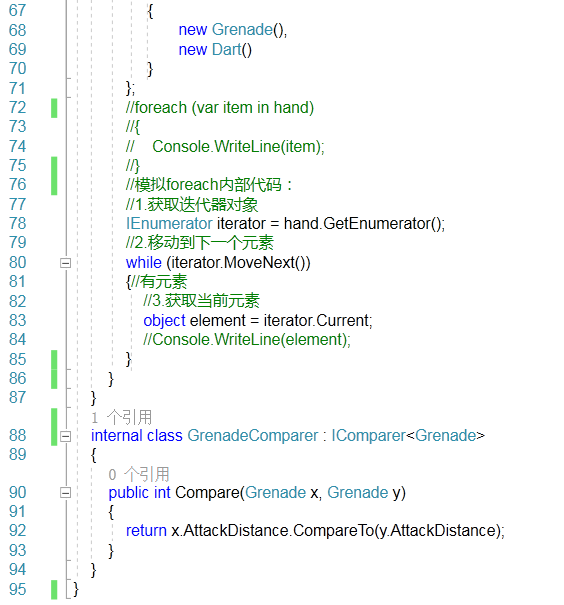 67 {
68 new Grenade(),
69 new Dart()
70 }
71 };
72 //foreach (var item in hand)
73 //{
74 // Console.WriteLine(item);
75 //}
76 //模拟foreach内部代码：
77 //1.获取迭代器对象
78 IEnumerator iterator = hand.GetEnumerator();
79 //2.移动到下一个元素
80 while (iterator.MoveNext())
81 {//有元素
82 //3.获取当前元素
83 object element = iterator.Current;
84 //Console.WriteLine(element);
85 }
86 }
87 }
1 个引用
88 internal class GrenadeComparer : IComparer<Grenade>
89 {
0 个引用
90 public int Compare(Grenade x, Grenade y)
91 {
92 return x.AttackDistance.CompareTo(y.AttackDistance);
93 }
94 }
95 }